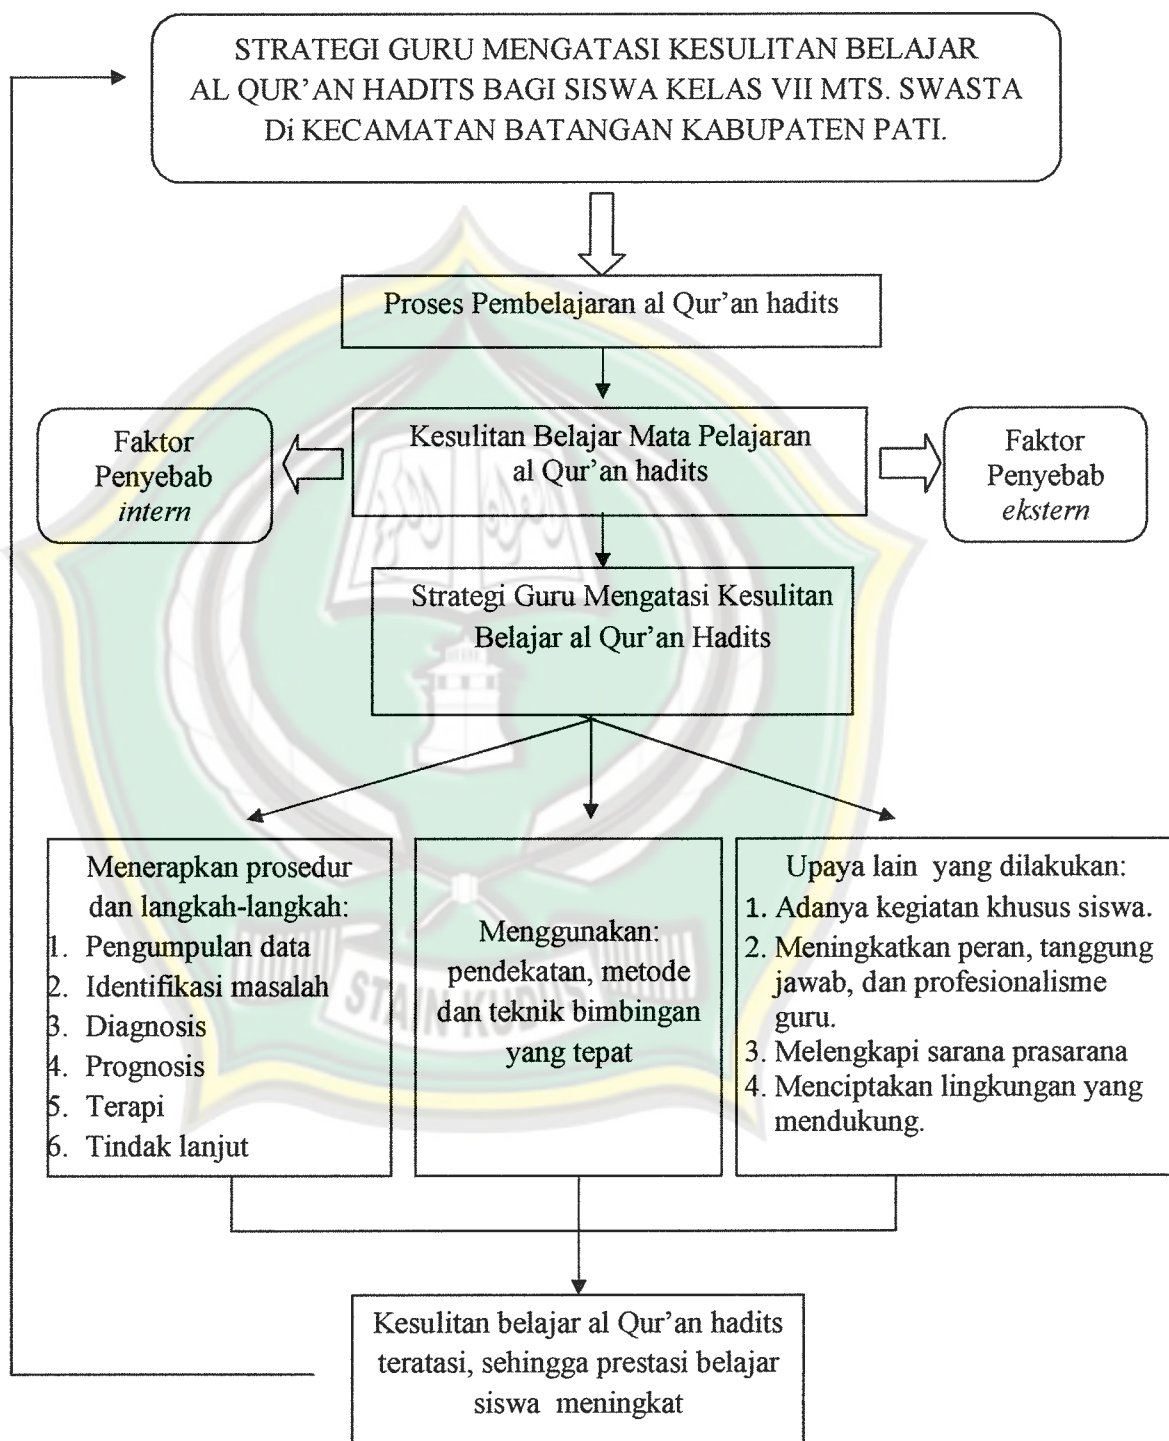 STRATEGI GURU MENGATASI KESULITAN BELAJAR
AL QUR'AN HADITS BAGI SISWA KELAS VII MTS. SWASTA
Di KECAMATAN BATANGAN KABUPATEN PATI.
Proses Pembelajaran al Qur'an hadits
Faktor
Penyebab
intern
Kesulitan Belajar Mata Pelajaran
al Qur'an hadits
Faktor
Penyebab
ekstern
Strategi Guru Mengatasi Kesulitan
Belajar al Qur'an Hadits
Menerapkan prosedur
dan langkah-langkah:
1. Pengumpulan data
2. Identifikasi masalah
3. Diagnosis
4. Prognosis
5. Terapi
6. Tindak lanjut
Menggunakan:
pendekatan, metode
dan teknik bimbingan
yang tepat
Upaya lain yang dilakukan:
1. Adanya kegiatan khusus siswa.
2. Meningkatkan peran, tanggung
jawab, dan profesionalisme
guru.
3. Melengkapi sarana prasarana
4. Menciptakan lingkungan yang
mendukung.
STAIN KUDUS
Kesulitan belajar al Qur'an hadits
teratasi, sehingga prestasi belajar
siswa meningkat